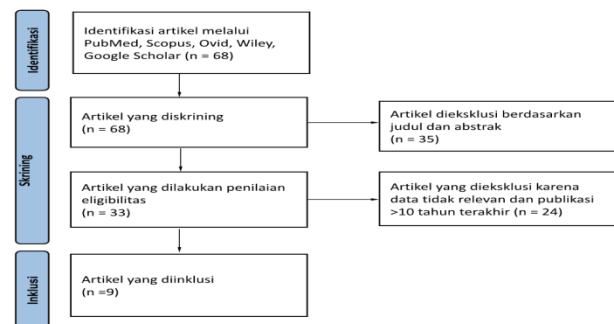 Identifikasi
Identifikasi artikel melalui
PubMed, Scopus, Ovid, Wiley,
Google Scholar (n = 68)
Skrining
Artikel yang diskrining
(n = 68)
Artikel dieksklusi berdasarkan
judul dan abstrak
(n = 35)
Artikel yang dilakukan penilaian
eligibilitas
(n = 33)
Artikel yang dieksklusi karena
data tidak relevan dan publikasi
>10 tahun terakhir (n = 24)
Inklusi
Artikel yang diinklusi
(n =9)